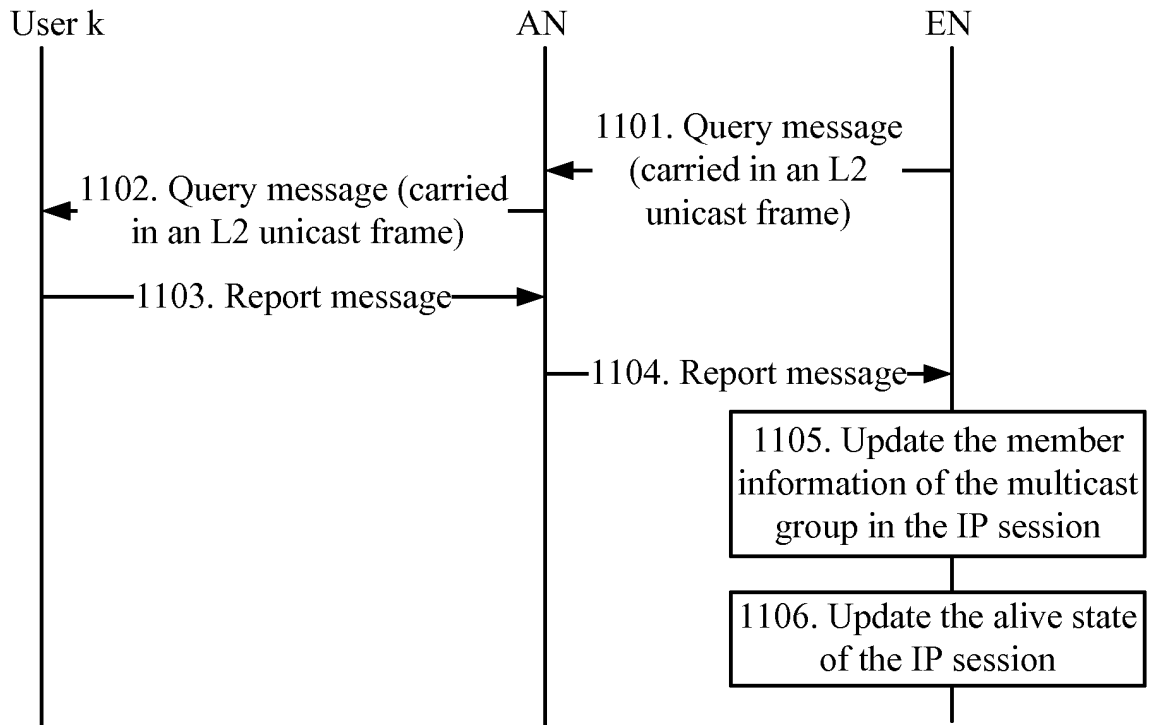 User k
AN
EN
1101. Query message
(carried in an L2
unicast frame)
1102. Query message (carried
in an L2 unicast frame)
1103. Report message
1104. Report message
1105. Update the member
information of the multicast
group in the IP session
1106. Update the alive state
of the IP session